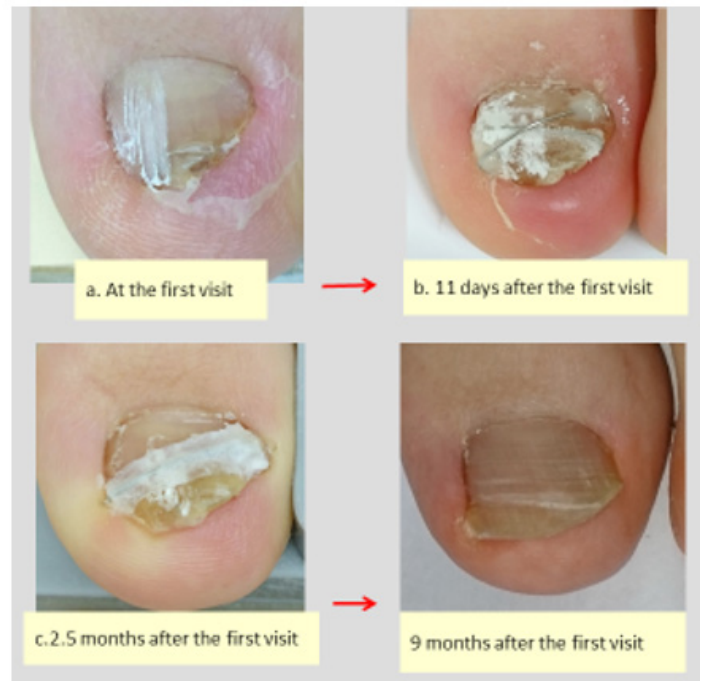 a. At the first visit
b. 11 days after the first visit
c.2.5 months after the first visit
9 months after the first visit